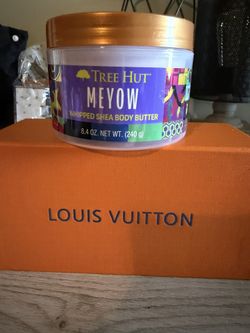 TREE HUT
MEYOW
WHIPPED SHEA BODY BUTTER
8.4 OZ. NET WT. (240 g)
LOUIS VUITTON